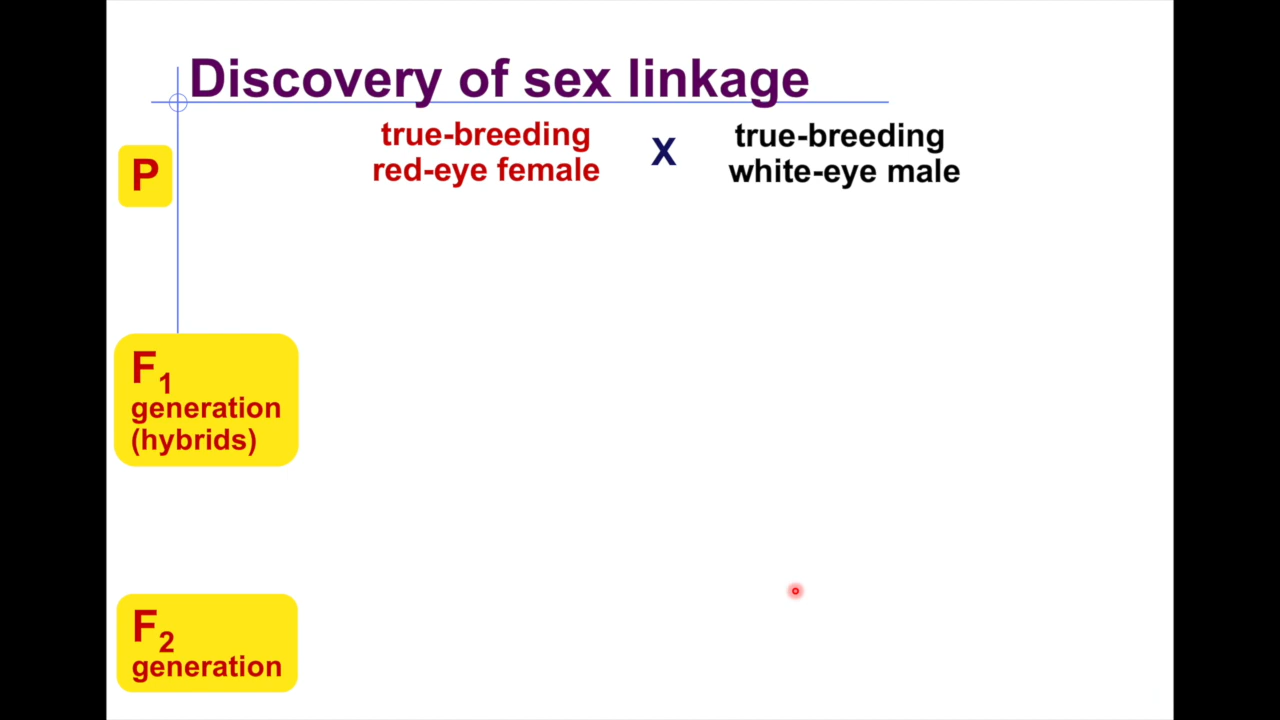 Discovery of sex linkage
P
true-breeding
red-eye female
X
true-breeding
white-eye male
F1
generation
(hybrids)
F2
generation